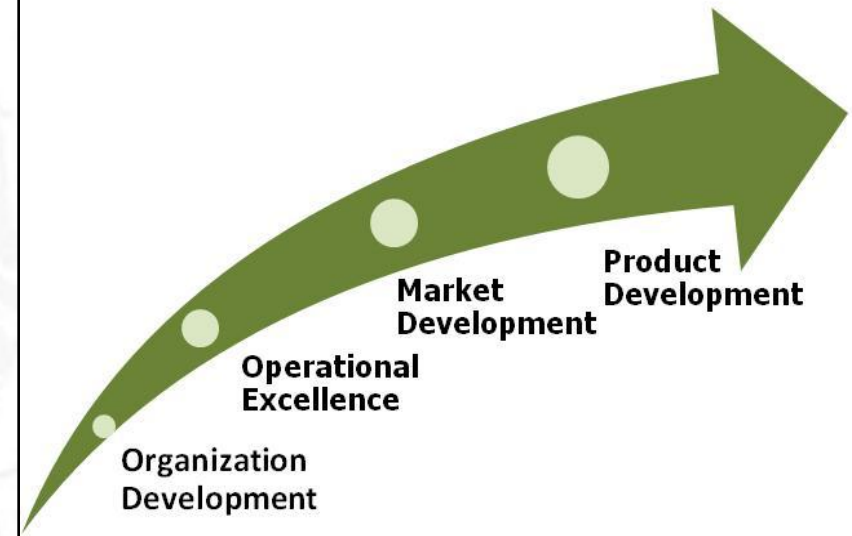 Product
Development
Market
Development
Operational
Excellence
Organization
Development